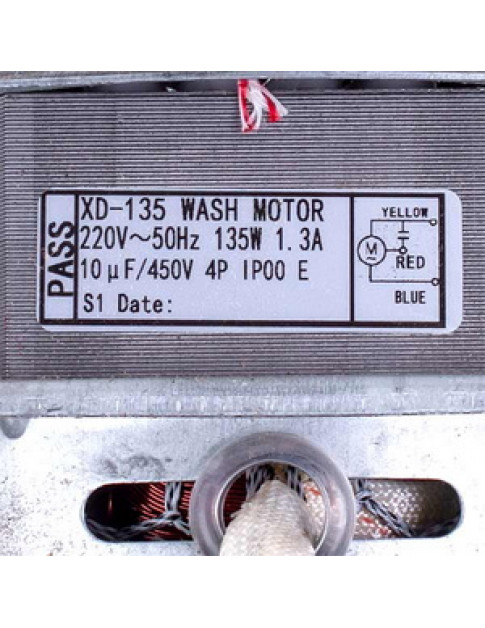 PASS
XD-135 WASH MOTOR
220V～50Hz 135W 1.3A
10μF/450V 4P IP00 E
S1 Date:
YELLOW
M
RED
BLUE